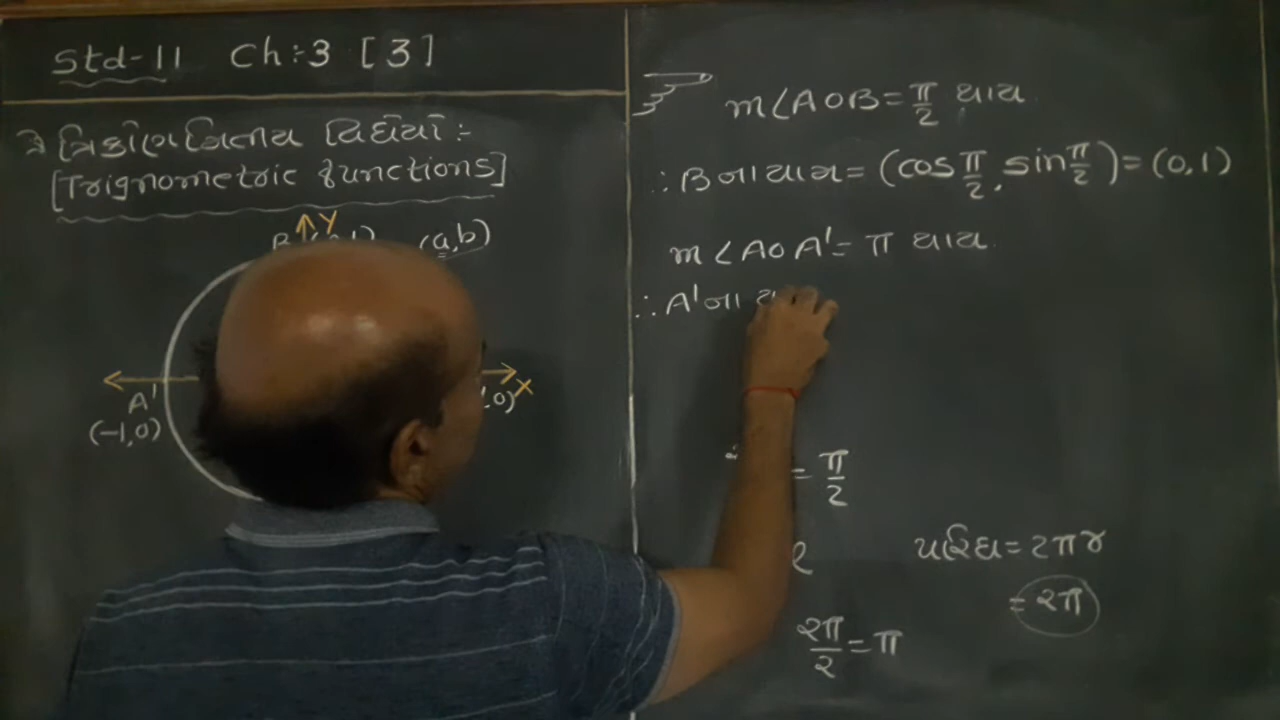 Std-11 Ch:-3 [3]
→ ત્રિકોણમિતીય વિધેયો :-
[Trignometric functions]
Y
(a,b)
X
A'
(-1,0)
m∠AOB = π/2 થાય
∴ B ના યામ = (cos π/2, sin π/2) = (0,1)
m∠AOA' = π થાય
∴ A' ના
= π/2
પરિઘ = 2πr
= 2π
2π/2 = π